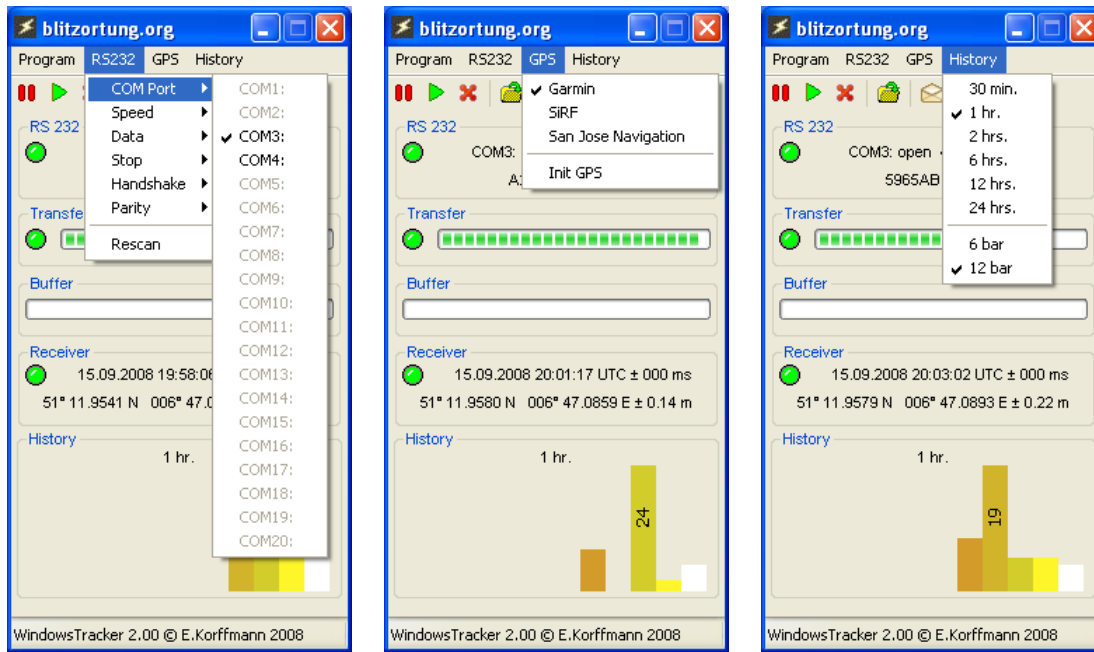 blitzortung.org
Program RS232 GPS History
COM Port
Speed
Data
Stop
Handshake
Parity
Rescan
COM1:
COM2:
COM3:
COM4:
COM5:
COM6:
COM7:
COM8:
COM9:
COM10:
COM11:
COM12:
COM13:
COM14:
COM15:
COM16:
COM17:
COM18:
COM19:
COM20:
RS 232
Buffer
Receiver
15.09.2008 19:58:06
51° 11.9541 N 006° 47.0
History
1 hr.
WindowsTracker 2.00 © E.Korffmann 2008
blitzortung.org
Program RS232 GPS History
Garmin
SiRF
San Jose Navigation
Init GPS
RS 232
COM3:
Transfer
Buffer
Receiver
15.09.2008 20:01:17 UTC ± 000 ms
51° 11.9580 N 006° 47.0859 E ± 0.14 m
History
1 hr.
24
WindowsTracker 2.00 © E.Korffmann 2008
blitzortung.org
Program RS232 GPS History
30 min.
1 hr.
2 hrs.
6 hrs.
12 hrs.
24 hrs.
6 bar
12 bar
RS 232
COM3: open
5965AB
Transfer
Buffer
Receiver
15.09.2008 20:03:02 UTC ± 000 ms
51° 11.9579 N 006° 47.0893 E ± 0.22 m
History
1 hr.
19
WindowsTracker 2.00 © E.Korffmann 2008